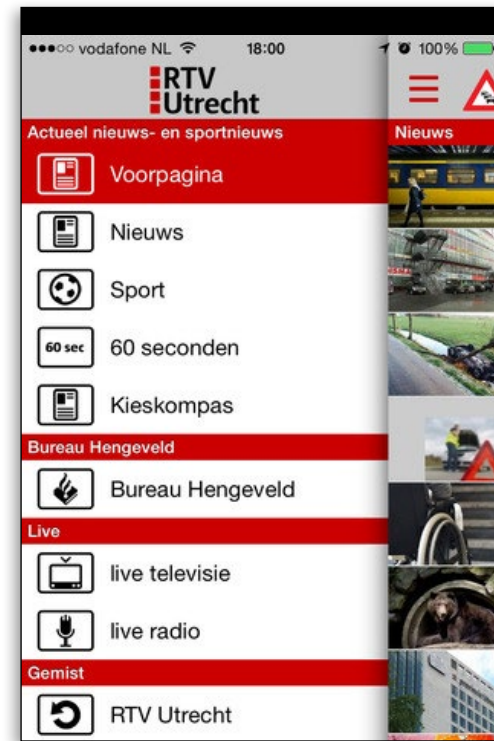 vodafone NL 18:00 100%
RTV
Utrecht
Actueel nieuws- en sportnieuws
Nieuws
Voorpagina
Nieuws
Sport
60 sec 60 seconden
Kieskompas
Bureau Hengeveld
Bureau Hengeveld
Live
live televisie
live radio
Gemist
RTV Utrecht